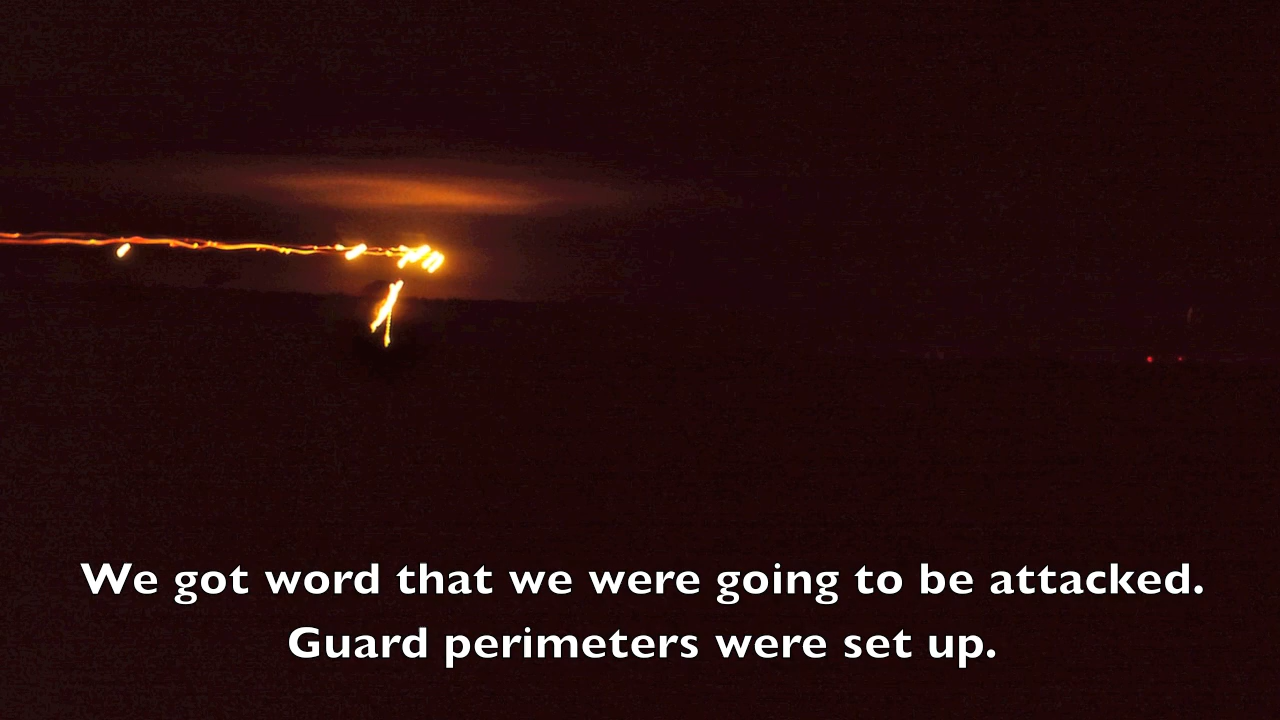 We got word that we were going to be attacked.
Guard perimeters were set up.